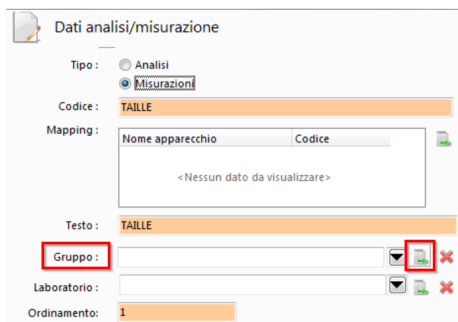 Dati analisi/misurazione
Tipo : Analisi
Misurazioni
Codice : TAILLE
Mapping :
Nome apparecchio Codice
<Nessun dato da visualizzare>
Testo : TAILLE
Gruppo :
Laboratorio :
Ordinamento: 1